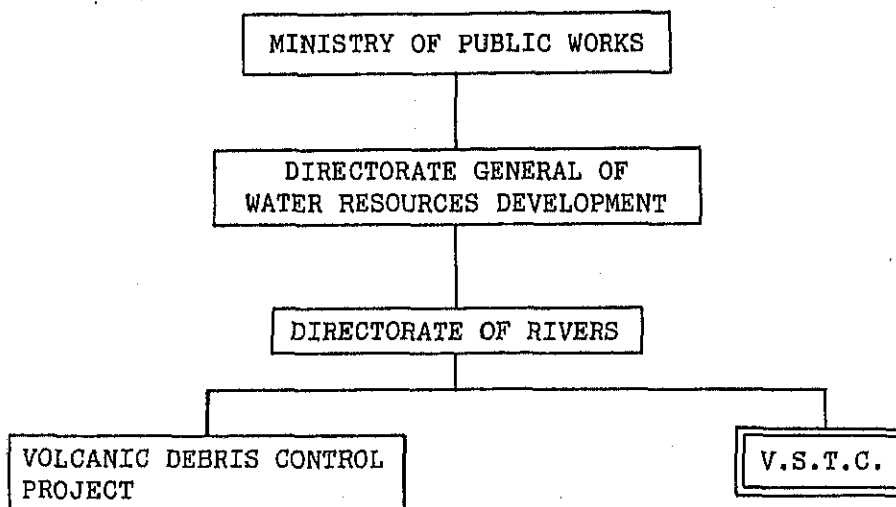 MINISTRY OF PUBLIC WORKS
DIRECTORATE GENERAL OF
WATER RESOURCES DEVELOPMENT
DIRECTORATE OF RIVERS
VOLCANIC DEBRIS CONTROL
PROJECT
V.S.T.C.